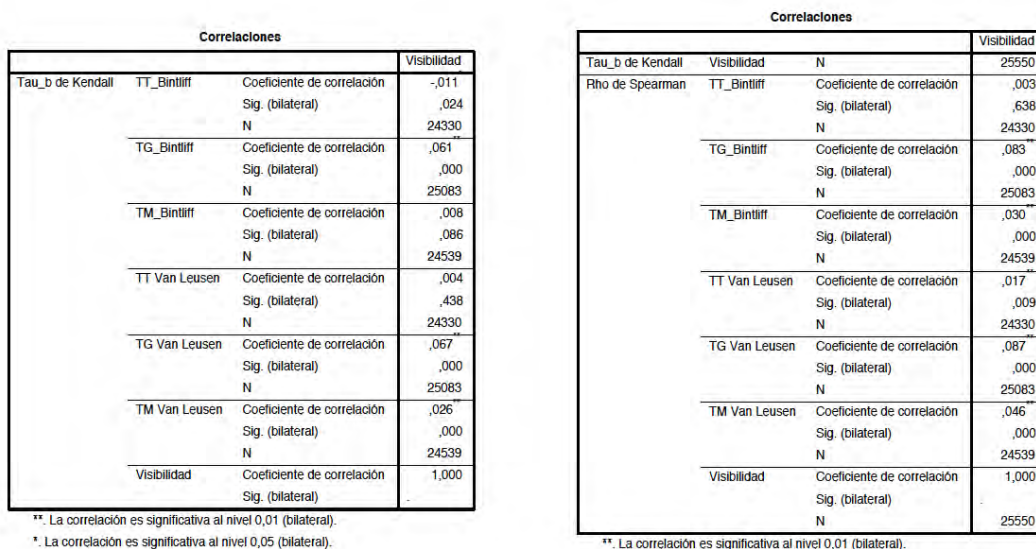 Correlaciones
Visibilidad
Tau_b de Kendall TT_Bintliff Coeficiente de correlación -,011
Sig. (bilateral) ,024
N 24330
TG_Bintliff Coeficiente de correlación ,061**
Sig. (bilateral) ,000
N 25083
TM_Bintliff Coeficiente de correlación ,008
Sig. (bilateral) ,086
N 24539
TT Van Leusen Coeficiente de correlación ,004
Sig. (bilateral) ,438
N 24330
TG Van Leusen Coeficiente de correlación ,067**
Sig. (bilateral) ,000
N 25083
TM Van Leusen Coeficiente de correlación ,026**
Sig. (bilateral) ,000
N 24539
Visibilidad Coeficiente de correlación 1,000
Sig. (bilateral) .
**. La correlación es significativa al nivel 0,01 (bilateral).
*. La correlación es significativa al nivel 0,05 (bilateral).
Correlaciones
Visibilidad
Tau_b de Kendall Visibilidad N 25550
Rho de Spearman TT_Bintliff Coeficiente de correlación ,003
Sig. (bilateral) ,638
N 24330
TG_Bintliff Coeficiente de correlación ,083**
Sig. (bilateral) ,000
N 25083
TM_Bintliff Coeficiente de correlación ,030**
Sig. (bilateral) ,000
N 24539
TT Van Leusen Coeficiente de correlación ,017**
Sig. (bilateral) ,009
N 24330
TG Van Leusen Coeficiente de correlación ,087**
Sig. (bilateral) ,000
N 25083
TM Van Leusen Coeficiente de correlación ,046**
Sig. (bilateral) ,000
N 24539
Visibilidad Coeficiente de correlación 1,000
Sig. (bilateral) .
N 25550
**. La correlación es significativa al nivel 0,01 (bilateral).